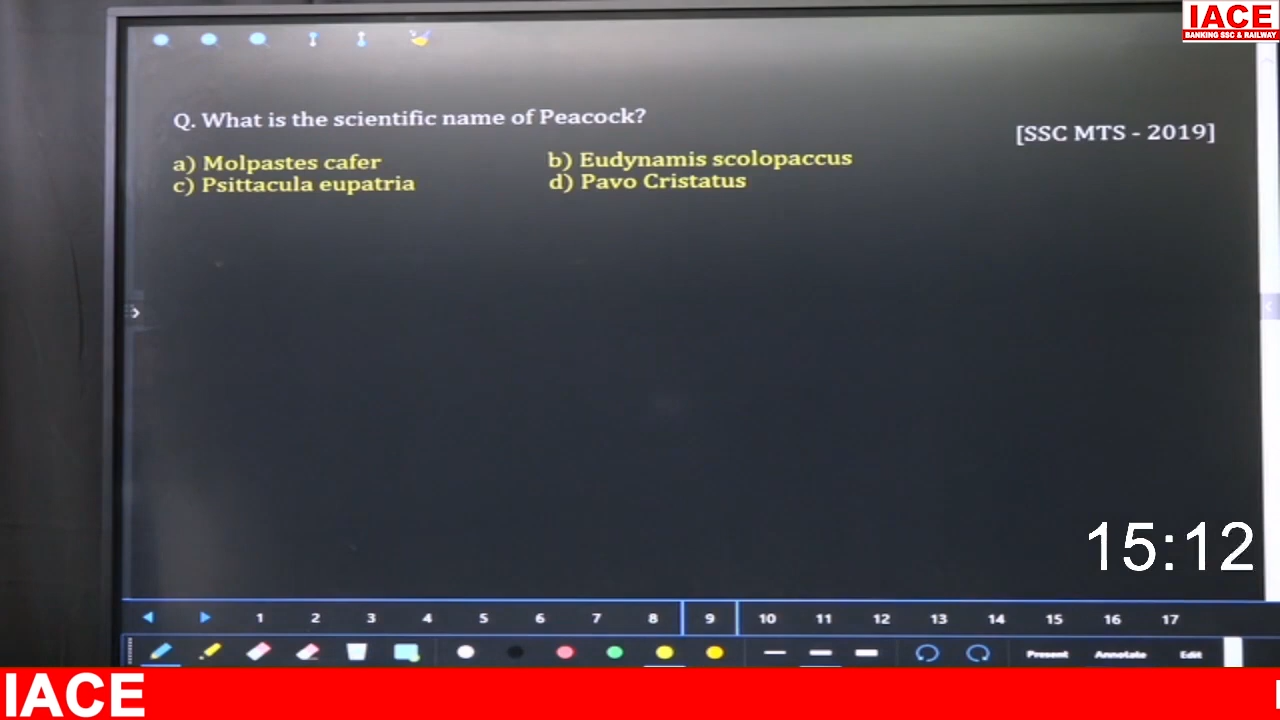 IACE
BANKING SSC & RAILWAY
Q. What is the scientific name of Peacock?
[SSC MTS - 2019]
a) Molpastes cafer
b) Eudynamis scolopaccus
c) Psittacula eupatria
d) Pavo Cristatus
15:12
1 2 3 4 5 6 7 8 9 10 11 12 13 14 15 16 17
Present Annotate Edit
IACE